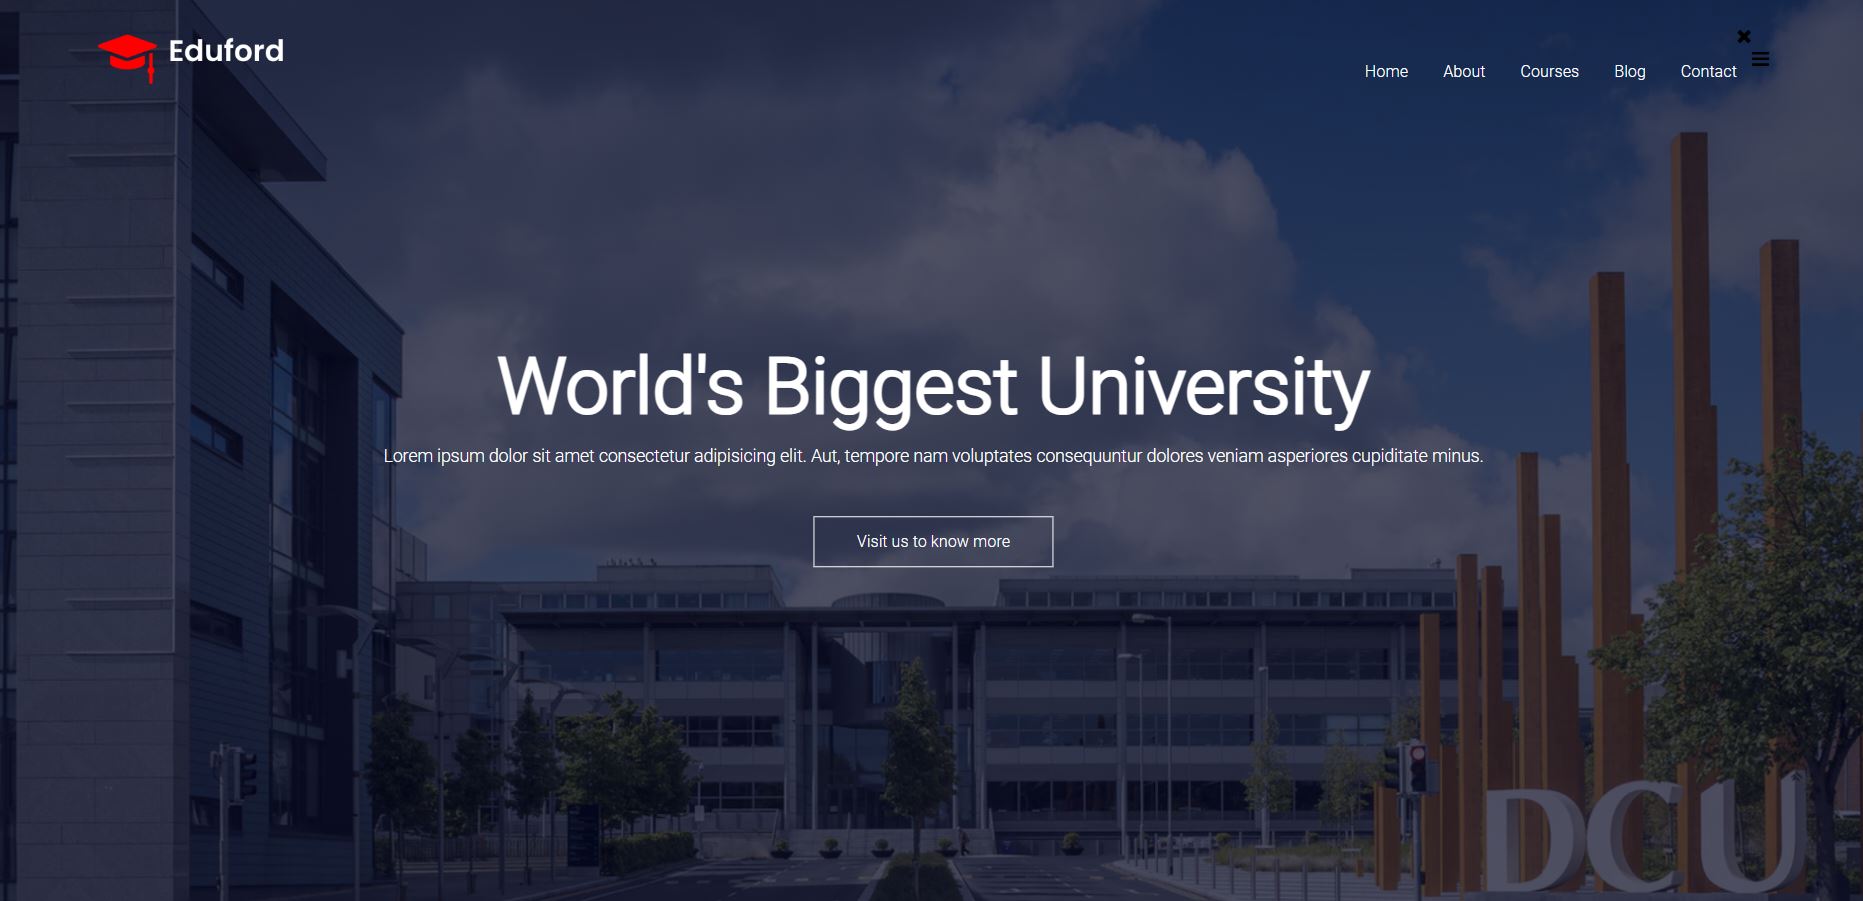 Eduford
Home About Courses Blog Contact
World's Biggest University
Lorem ipsum dolor sit amet consectetur adipisicing elit. Aut, tempore nam voluptates consequuntur dolores veniam asperiores cupiditate minus.
Visit us to know more
DCU